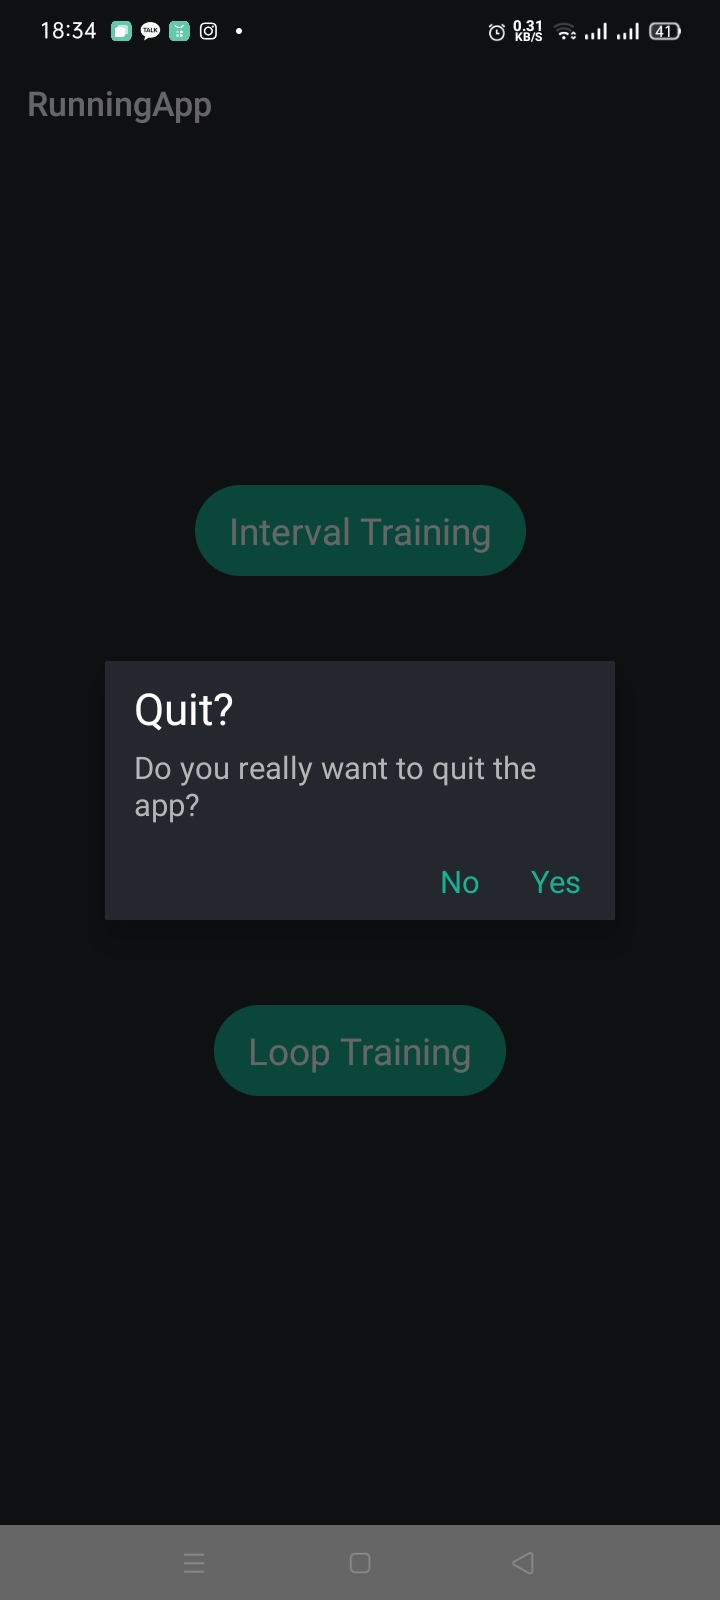 18:34 TALK 0.31 KB/S 41
RunningApp
Interval Training
Quit?
Do you really want to quit the
app?
No Yes
Loop Training